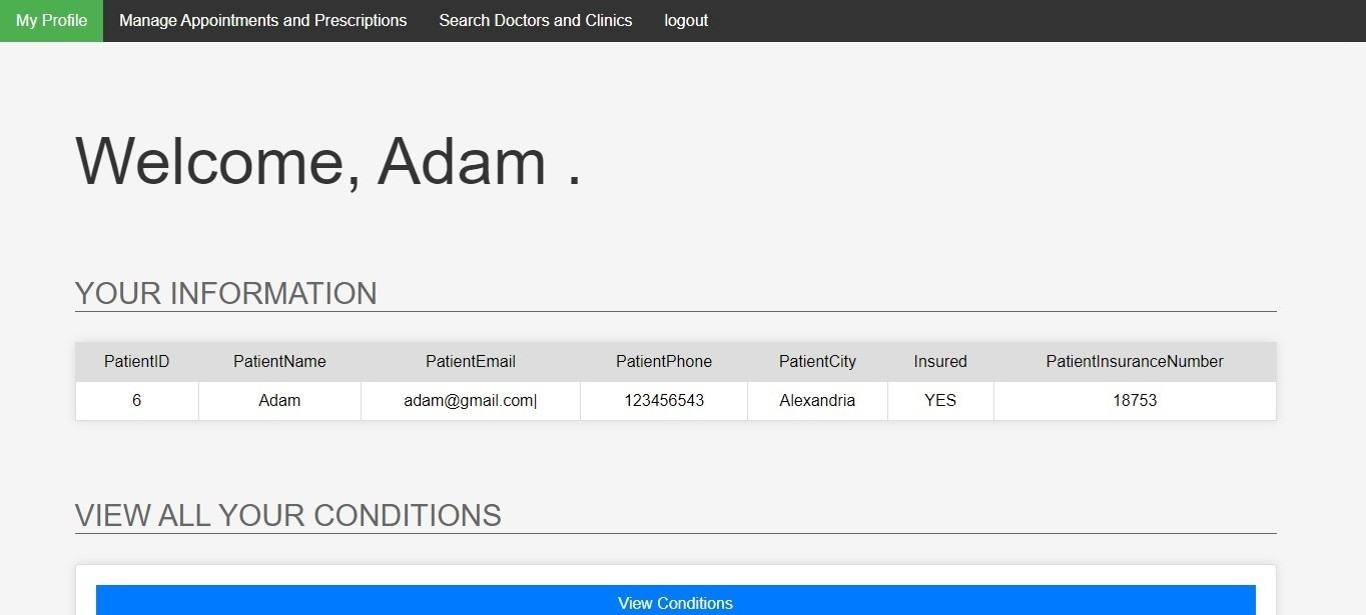 My Profile Manage Appointments and Prescriptions Search Doctors and Clinics logout
Welcome, Adam .
YOUR INFORMATION
PatientID PatientName PatientEmail PatientPhone PatientCity Insured PatientInsuranceNumber
6 Adam adam@gmail.com| 123456543 Alexandria YES 18753
VIEW ALL YOUR CONDITIONS
View Conditions